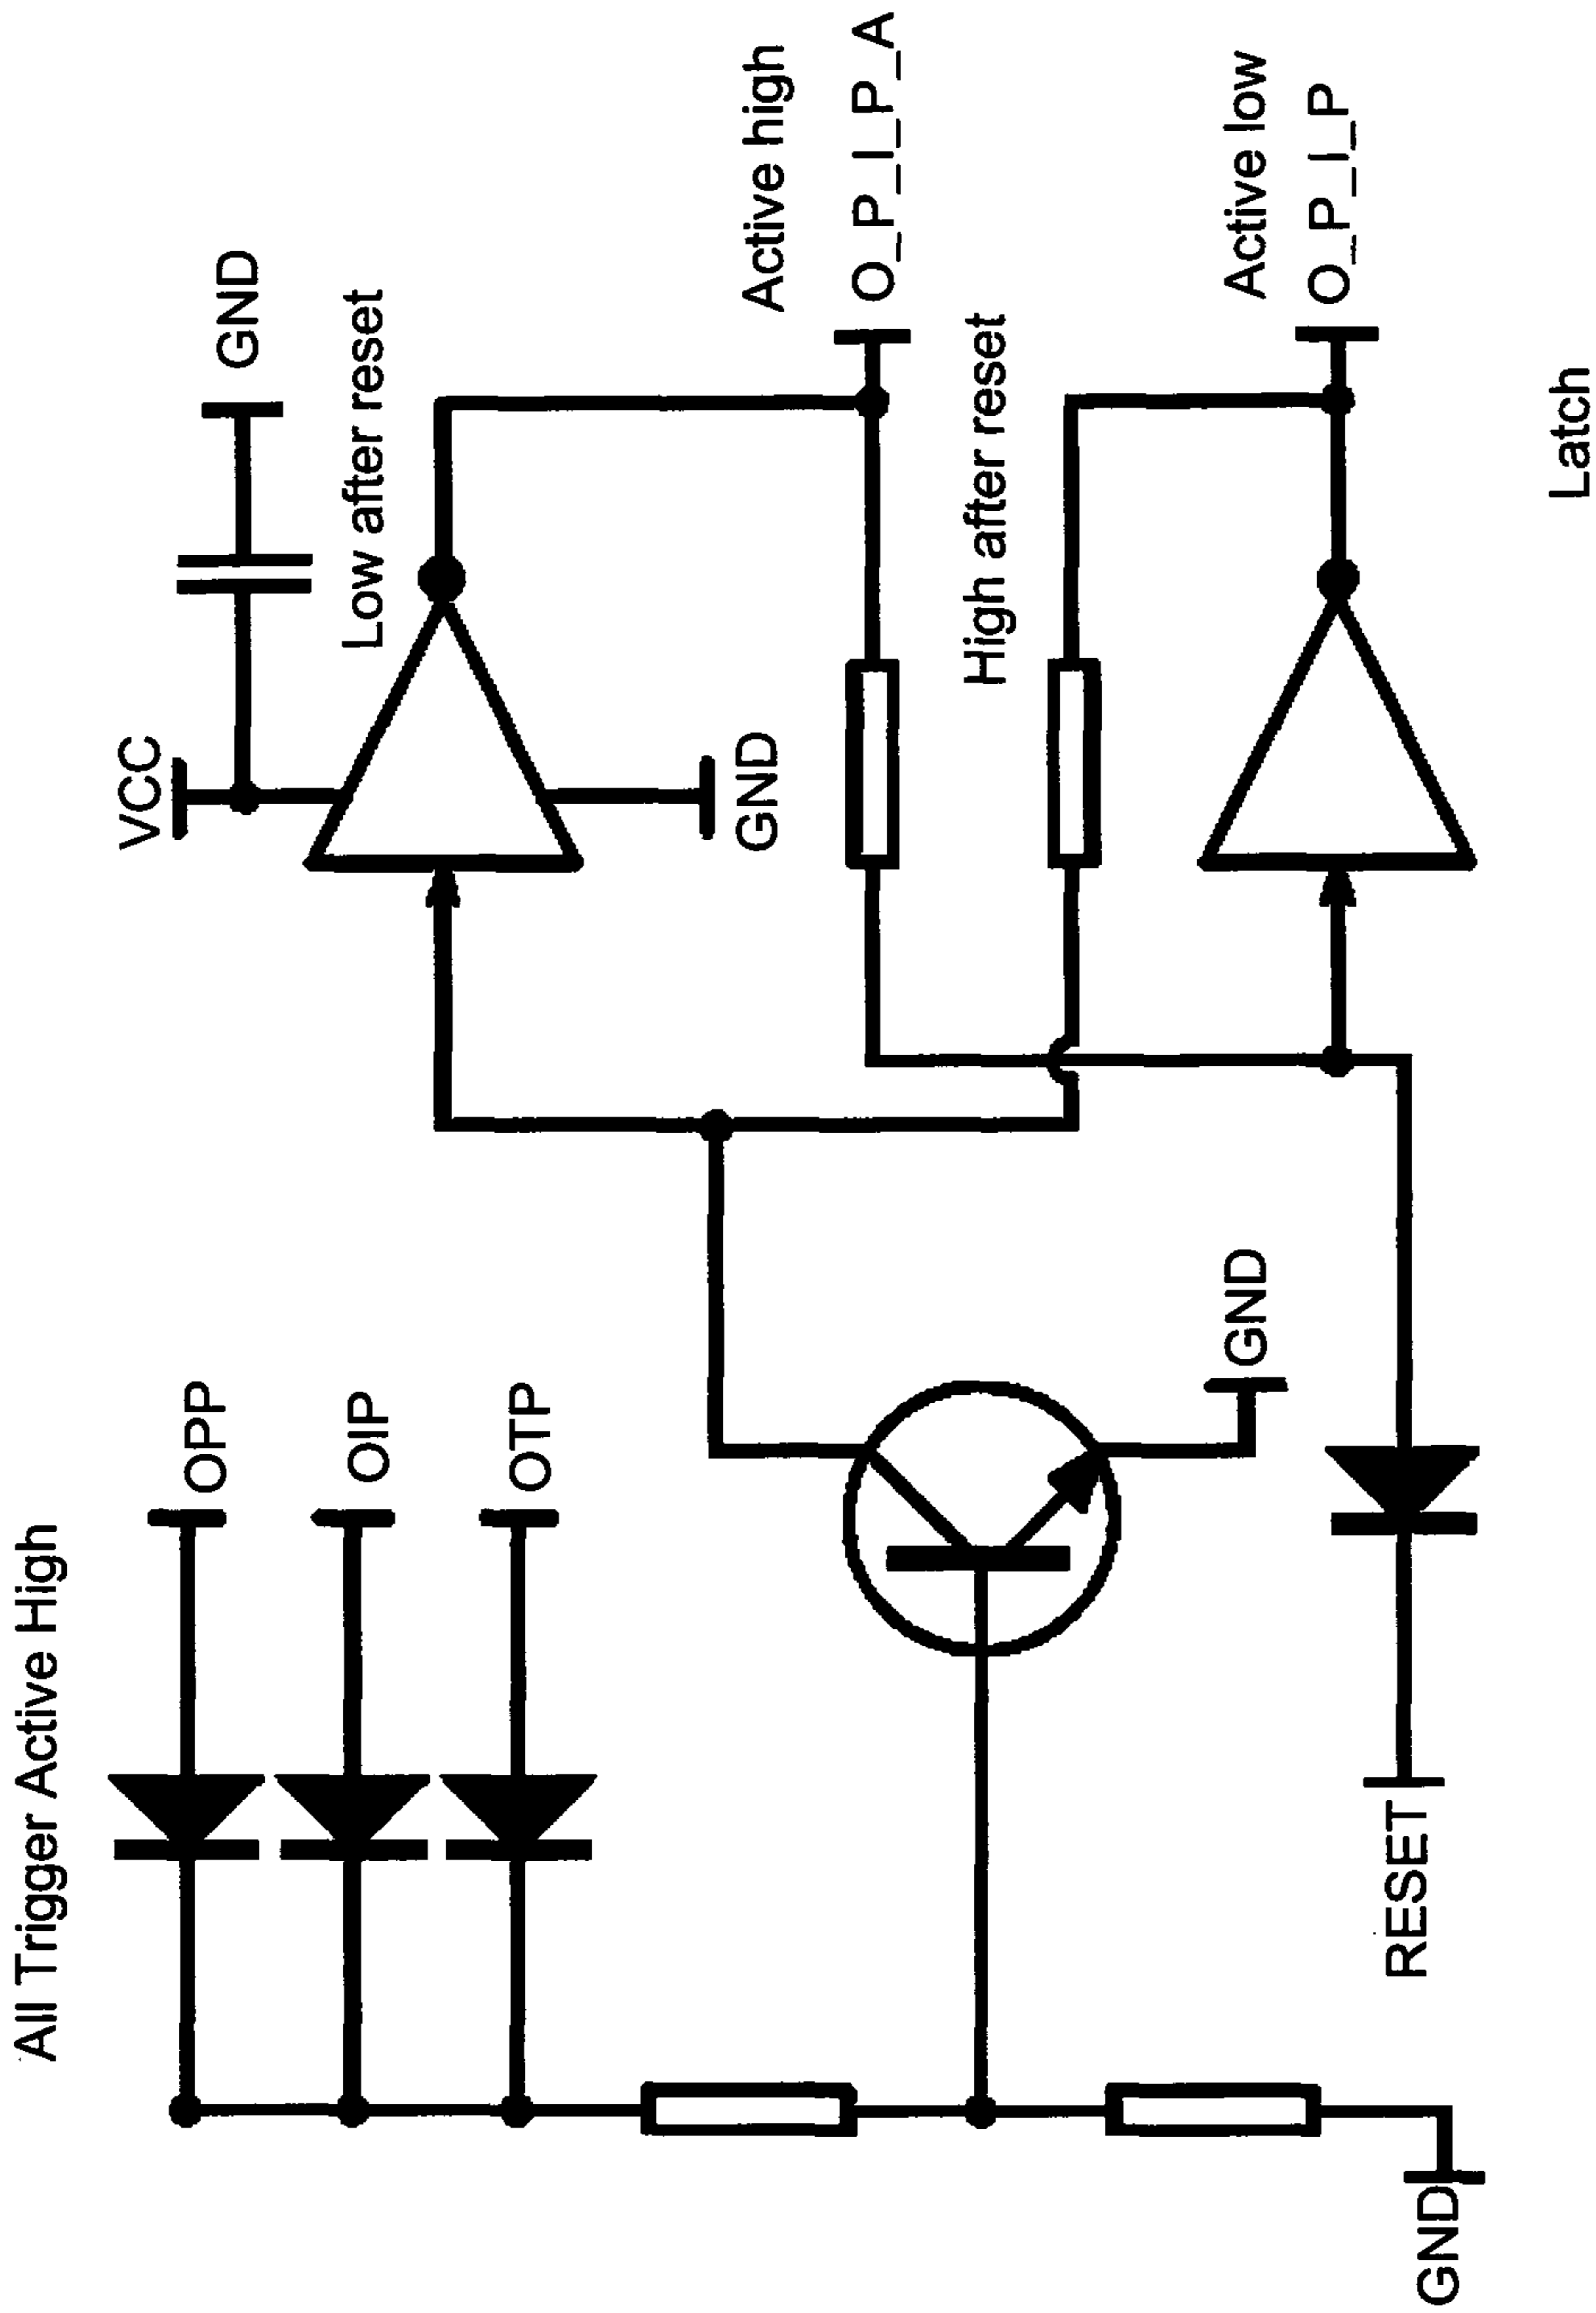 All Trigger Active High
OPP
OIP
OTP
GND
RESET
GND
VCC
GND
Low after reset
GND
Active high
O_P_I_P_A
High after reset
Active low
O_P_I_P
Latch